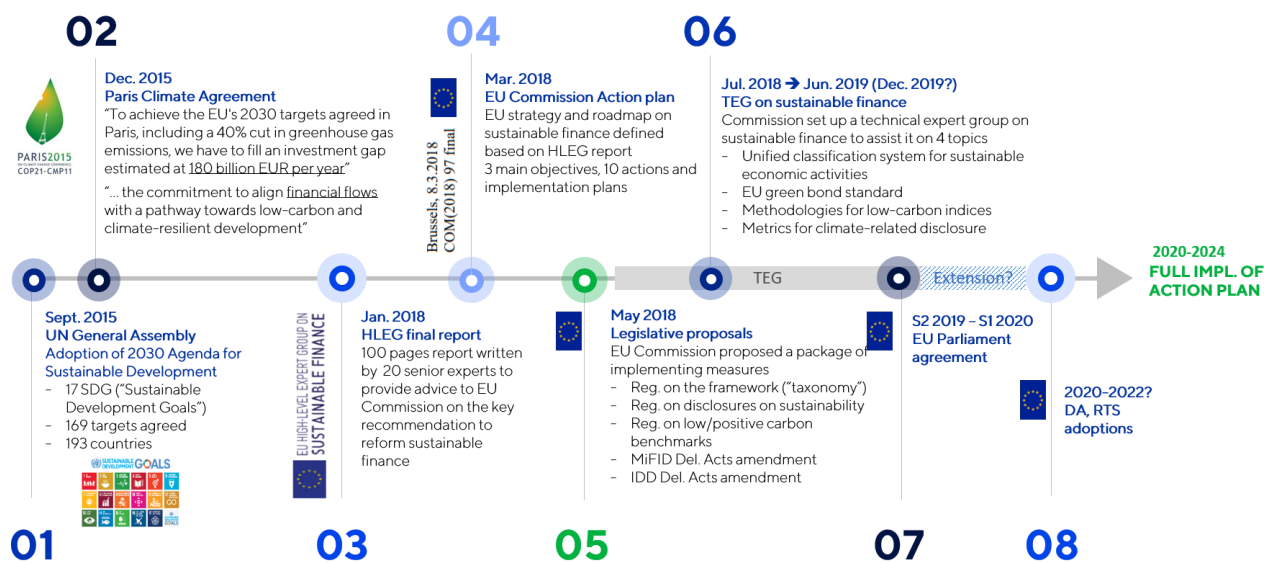 02
Dec. 2015
Paris Climate Agreement
“To achieve the EU's 2030 targets agreed in
Paris, including a 40% cut in greenhouse gas
emissions, we have to fill an investment gap
estimated at 180 billion EUR per year”
“… the commitment to align financial flows
with a pathway towards low-carbon and
climate-resilient development”
PARIS2015
UN CLIMATE CHANGE CONFERENCE
COP21·CMP11
04
Mar. 2018
EU Commission Action plan
EU strategy and roadmap on
sustainable finance defined
based on HLEG report
3 main objectives, 10 actions and
implementation plans
Brussels, 8.3.2018
COM(2018) 97 final
06
Jul. 2018 ➔ Jun. 2019 (Dec. 2019?)
TEG on sustainable finance
Commission set up a technical expert group on
sustainable finance to assist it on 4 topics
- Unified classification system for sustainable
economic activities
- EU green bond standard
- Methodologies for low-carbon indices
- Metrics for climate-related disclosure
TEG
Extension?
2020-2024
FULL IMPL. OF
ACTION PLAN
Sept. 2015
UN General Assembly
Adoption of 2030 Agenda for
Sustainable Development
- 17 SDG (“Sustainable
Development Goals”)
- 169 targets agreed
- 193 countries
SUSTAINABLE
DEVELOPMENT GOALS
01
EU HIGH-LEVEL EXPERT GROUP ON
SUSTAINABLE FINANCE
Jan. 2018
HLEG final report
100 pages report written
by 20 senior experts to
provide advice to EU
Commission on the key
recommendation to
reform sustainable
finance
03
May 2018
Legislative proposals
EU Commission proposed a package of
implementing measures
- Reg. on the framework (“taxonomy”)
- Reg. on disclosures on sustainability
- Reg. on low/positive carbon
benchmarks
- MiFID Del. Acts amendment
- IDD Del. Acts amendment
05
S2 2019 – S1 2020
EU Parliament
agreement
07
2020-2022?
DA, RTS
adoptions
08